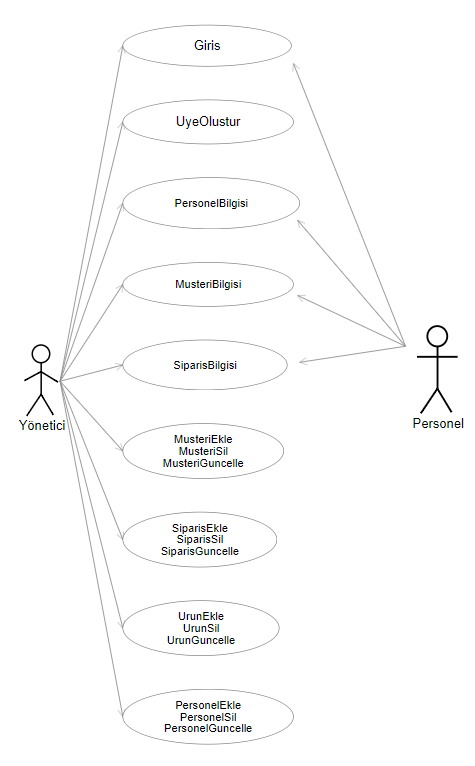 Giris
UyeOlustur
PersonelBilgisi
MusteriBilgisi
SiparisBilgisi
Yönetici
Personel
MusteriEkle
MusteriSil
MusteriGuncelle
SiparisEkle
SiparisSil
SiparisGuncelle
UrunEkle
UrunSil
UrunGuncelle
PersonelEkle
PersonelSil
PersonelGuncelle